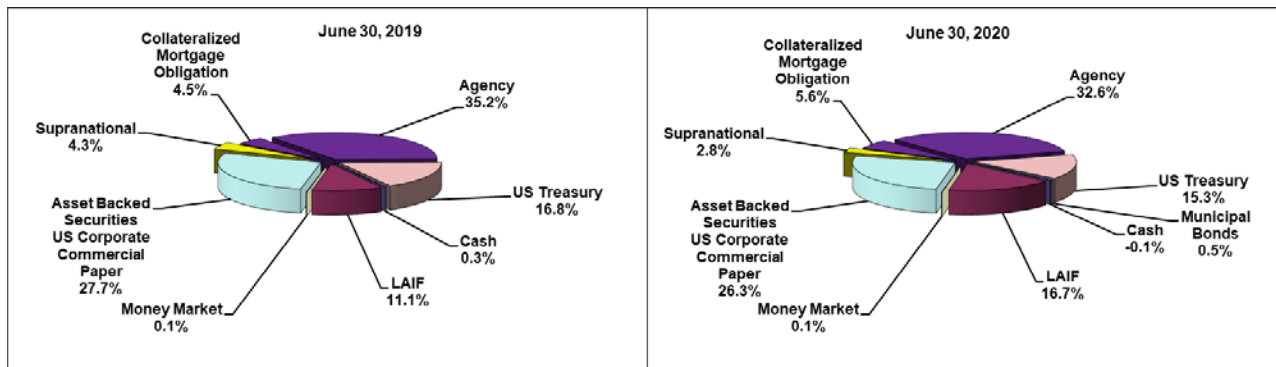 June 30, 2019
Collateralized
Mortgage
Obligation
4.5%
Agency
35.2%
Supranational
4.3%
US Treasury
16.8%
Asset Backed
Securities
US Corporate
Commercial
Paper
27.7%
Cash
0.3%
LAIF
11.1%
Money Market
0.1%
June 30, 2020
Collateralized
Mortgage
Obligation
5.6%
Agency
32.6%
Supranational
2.8%
US Treasury
15.3%
Municipal
Bonds
0.5%
Asset Backed
Securities
US Corporate
Commercial
Paper
26.3%
Cash
-0.1%
LAIF
16.7%
Money Market
0.1%